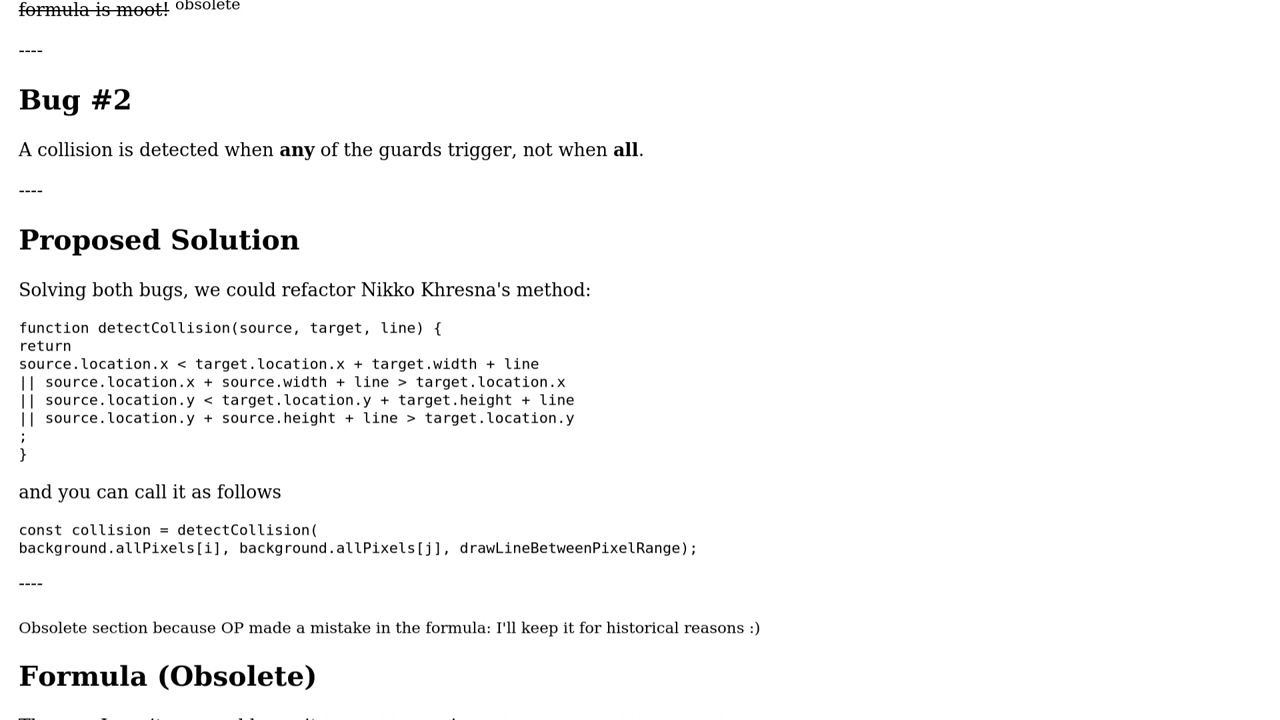 formula is moot! obsolete
----
Bug #2
A collision is detected when any of the guards trigger, not when all.
----
Proposed Solution
Solving both bugs, we could refactor Nikko Khresna's method:
function detectCollision(source, target, line) {
return
source.location.x < target.location.x + target.width + line
|| source.location.x + source.width + line > target.location.x
|| source.location.y < target.location.y + target.height + line
|| source.location.y + source.height + line > target.location.y
;
}
and you can call it as follows
const collision = detectCollision(
background.allPixels[i], background.allPixels[j], drawLineBetweenPixelRange);
----
Obsolete section because OP made a mistake in the formula: I'll keep it for historical reasons :)
Formula (Obsolete)